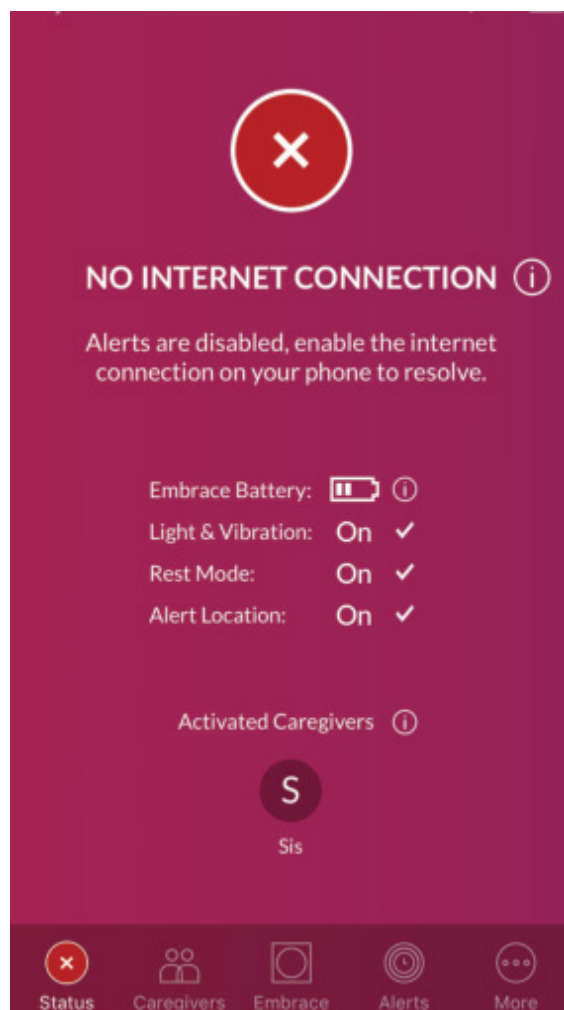 NO INTERNET CONNECTION i
Alerts are disabled, enable the internet
connection on your phone to resolve.
Embrace Battery: i
Light & Vibration: On
Rest Mode: On
Alert Location: On
Activated Caregivers i
S
Sis
Status Caregivers Embrace Alerts More